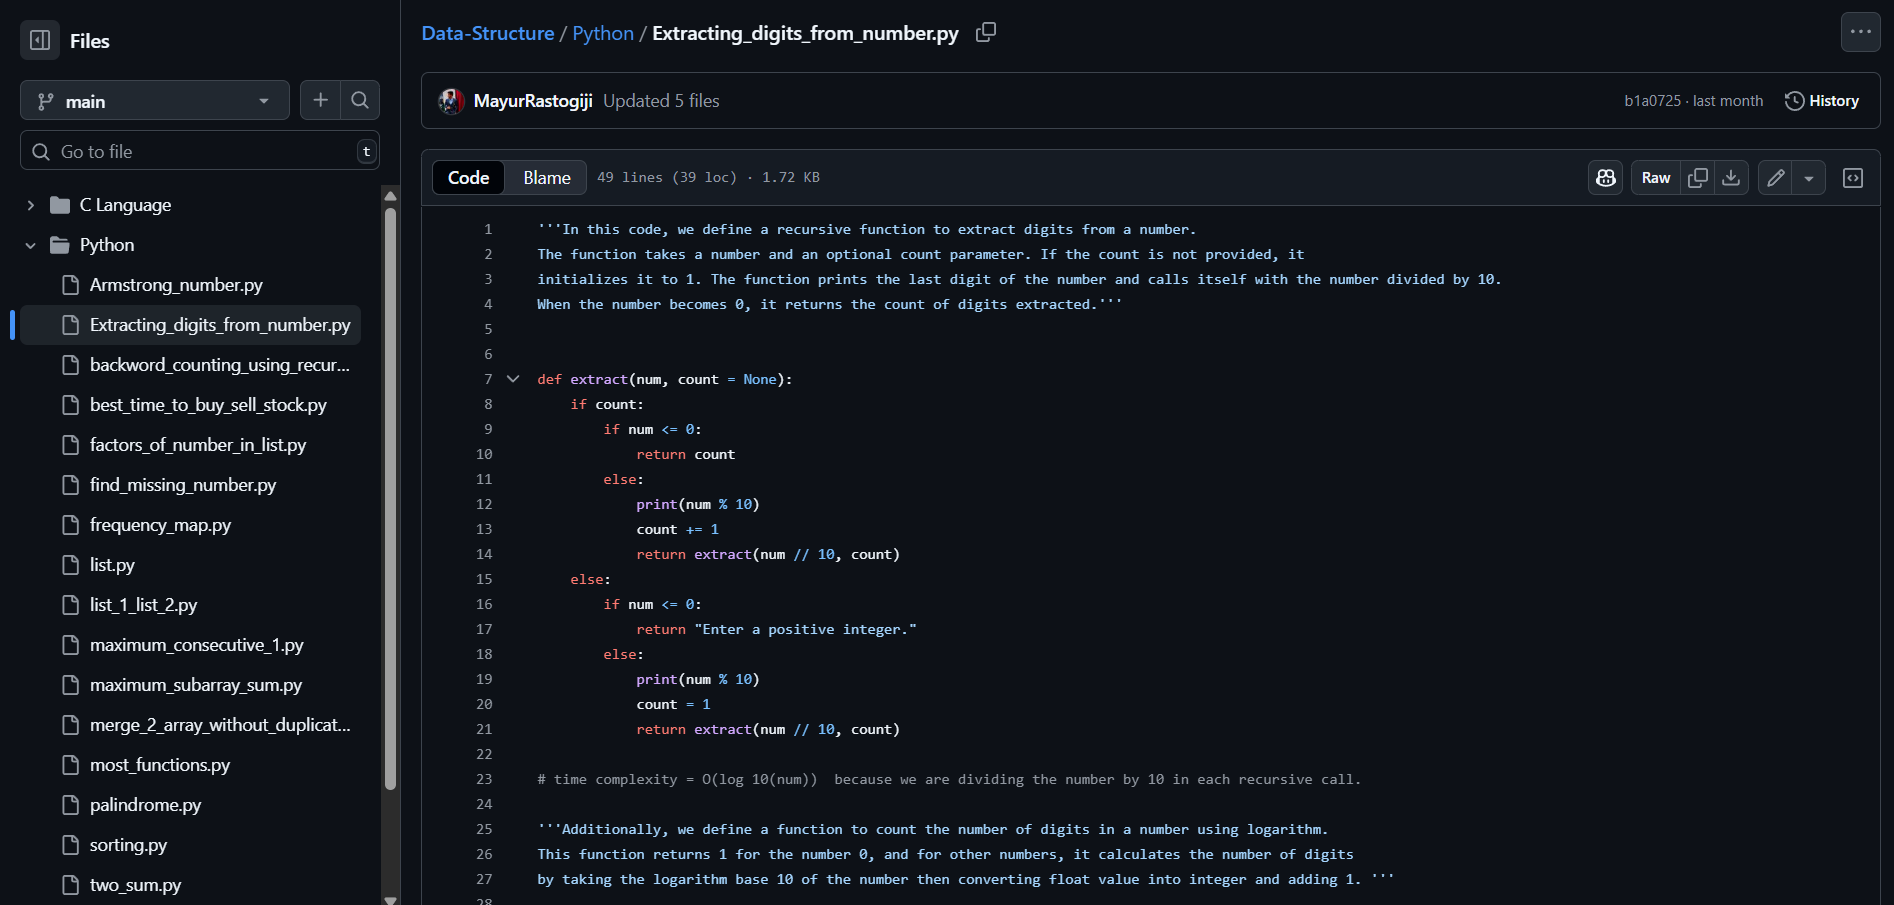 Files
main
Go to file
t
C Language
Python
Armstrong_number.py
Extracting_digits_from_number.py
backword_counting_using_recur...
best_time_to_buy_sell_stock.py
factors_of_number_in_list.py
find_missing_number.py
frequency_map.py
list.py
list_1_list_2.py
maximum_consecutive_1.py
maximum_subarray_sum.py
merge_2_array_without_duplicat...
most_functions.py
palindrome.py
sorting.py
two_sum.py
Data-Structure / Python / Extracting_digits_from_number.py
MayurRastogiji Updated 5 files
b1a0725 · last month History
Code Blame 49 lines (39 loc) · 1.72 KB
Raw
1 '''In this code, we define a recursive function to extract digits from a number.
2 The function takes a number and an optional count parameter. If the count is not provided, it
3 initializes it to 1. The function prints the last digit of the number and calls itself with the number divided by 10.
4 When the number becomes 0, it returns the count of digits extracted.'''
5
6
7 def extract(num, count = None):
8 if count:
9 if num <= 0:
10 return count
11 else:
12 print(num % 10)
13 count += 1
14 return extract(num // 10, count)
15 else:
16 if num <= 0:
17 return "Enter a positive integer."
18 else:
19 print(num % 10)
20 count = 1
21 return extract(num // 10, count)
22
23 # time complexity = O(log 10(num))  because we are dividing the number by 10 in each recursive call.
24
25 '''Additionally, we define a function to count the number of digits in a number using logarithm.
26 This function returns 1 for the number 0, and for other numbers, it calculates the number of digits
27 by taking the logarithm base 10 of the number then converting float value into integer and adding 1. '''
28